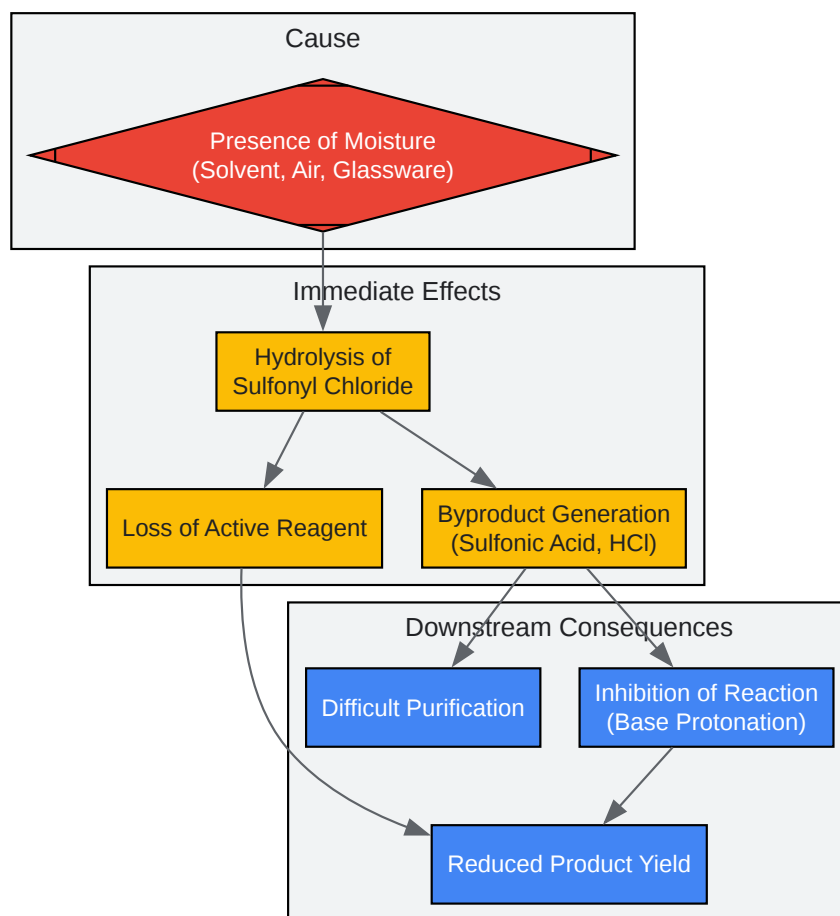 Cause
Presence of Moisture
(Solvent, Air, Glassware)
Immediate Effects
Hydrolysis of
Sulfonyl Chloride
Loss of Active Reagent
Byproduct Generation
(Sulfonic Acid, HCl)
Downstream Consequences
Difficult Purification
Inhibition of Reaction
(Base Protonation)
Reduced Product Yield